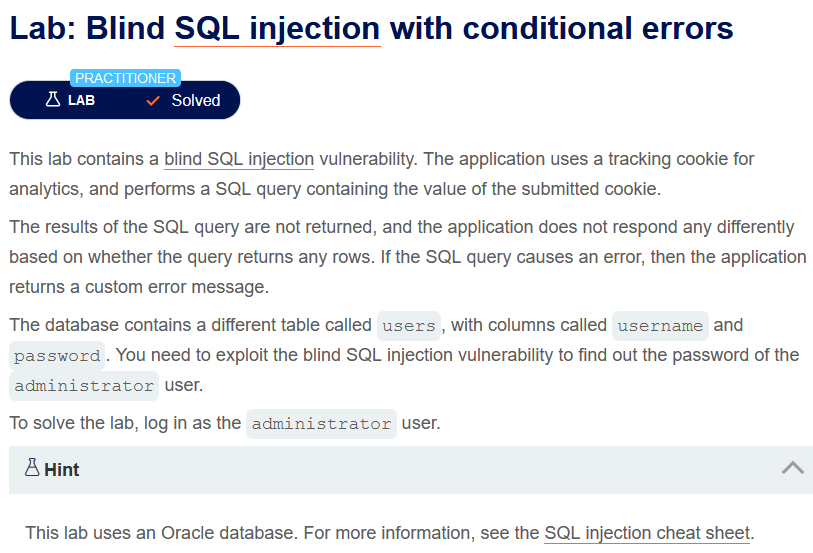 Lab: Blind SQL injection with conditional errors
PRACTITIONER
LAB Solved
This lab contains a blind SQL injection vulnerability. The application uses a tracking cookie for
analytics, and performs a SQL query containing the value of the submitted cookie.
The results of the SQL query are not returned, and the application does not respond any differently
based on whether the query returns any rows. If the SQL query causes an error, then the application
returns a custom error message.
The database contains a different table called users, with columns called username and
password. You need to exploit the blind SQL injection vulnerability to find out the password of the
administrator user.
To solve the lab, log in as the administrator user.
Hint
This lab uses an Oracle database. For more information, see the SQL injection cheat sheet.